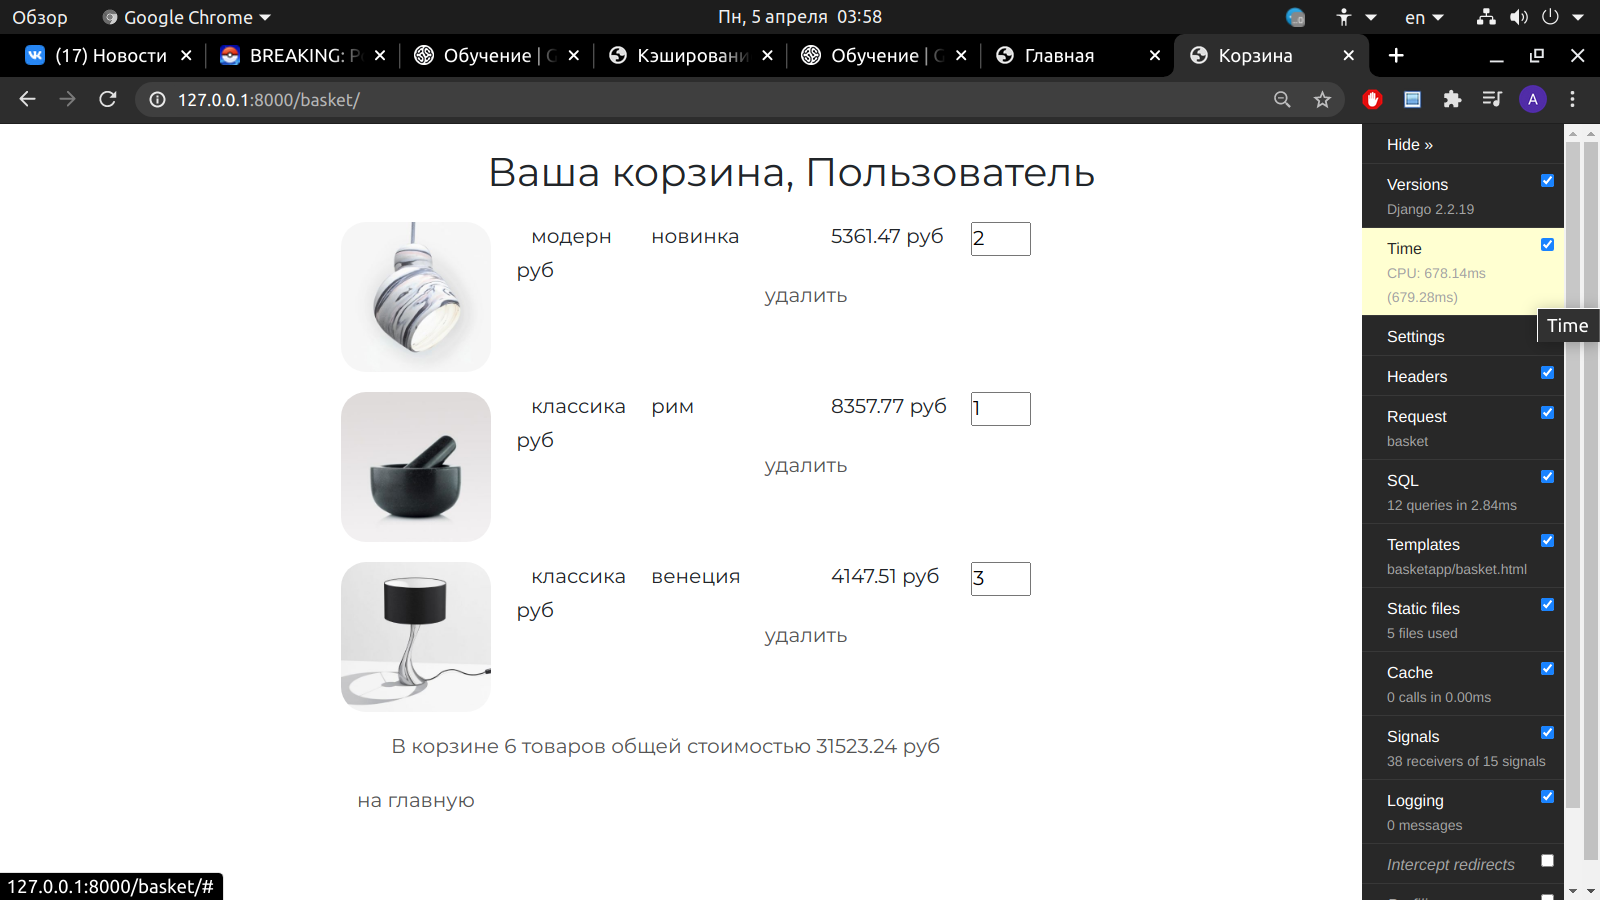 Обзор Google Chrome Пн, 5 апреля 03:58 en
(17) Новости BREAKING: P Обучение | G Кэшировани Обучение | G Главная Корзина
127.0.0.1:8000/basket/ A
Hide »
Ваша корзина, Пользователь
Versions
Django 2.2.19
модерн новинка 5361.47 руб 2
руб
удалить
Time
CPU: 678.14ms
(679.28ms)
Time
Settings
Headers
классика рим 8357.77 руб 1
руб
удалить
Request
basket
SQL
12 queries in 2.84ms
Templates
basketapp/basket.html
классика венеция 4147.51 руб 3
руб
удалить
Static files
5 files used
Cache
0 calls in 0.00ms
Signals
38 receivers of 15 signals
В корзине 6 товаров общей стоимостью 31523.24 руб
на главную
Logging
0 messages
Intercept redirects
127.0.0.1:8000/basket/#